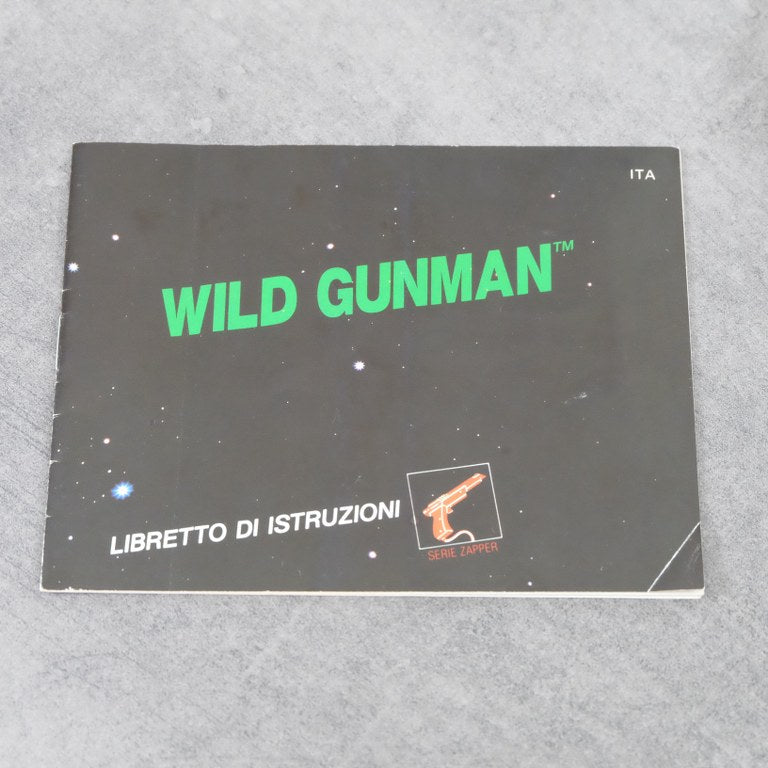 ITA
WILD GUNMAN™
LIBRETTO DI ISTRUZIONI
SERIE ZAPPER